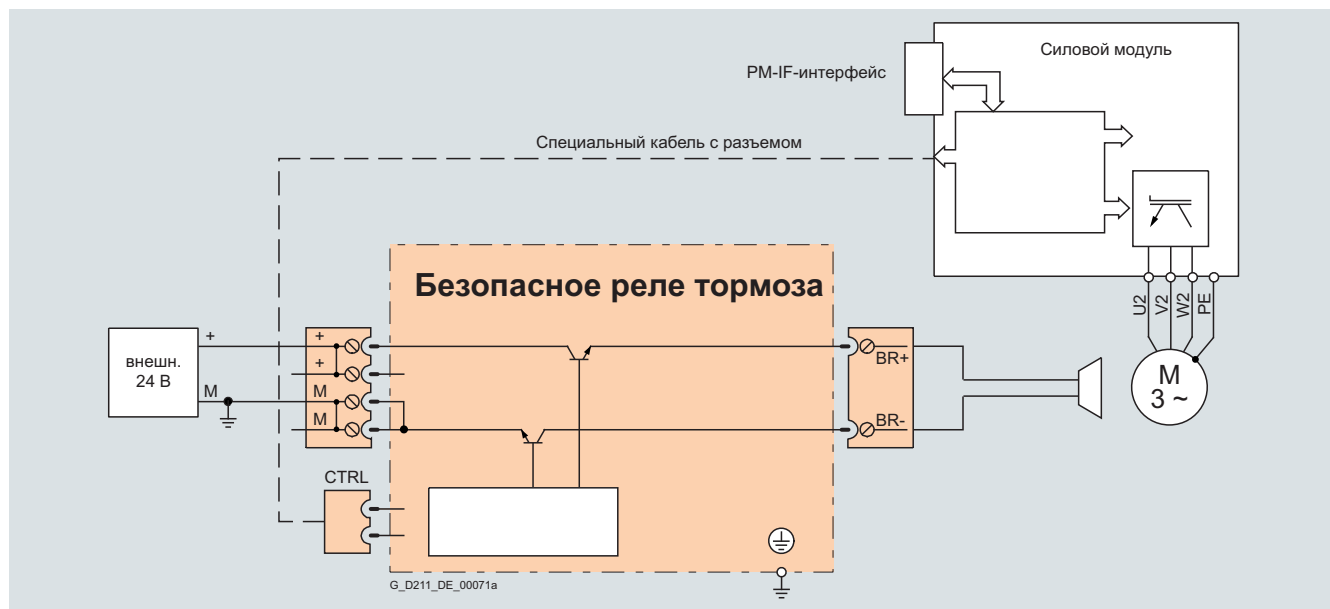 Силовой модуль
PM-IF-интерфейс
Специальный кабель с разъемом
Безопасное реле тормоза
U2
V2
W2
PE
внешн.
24 В
+
M
+
+
M
M
BR+
BR-
M
3 ~
CTRL
G_D211_DE_00071a